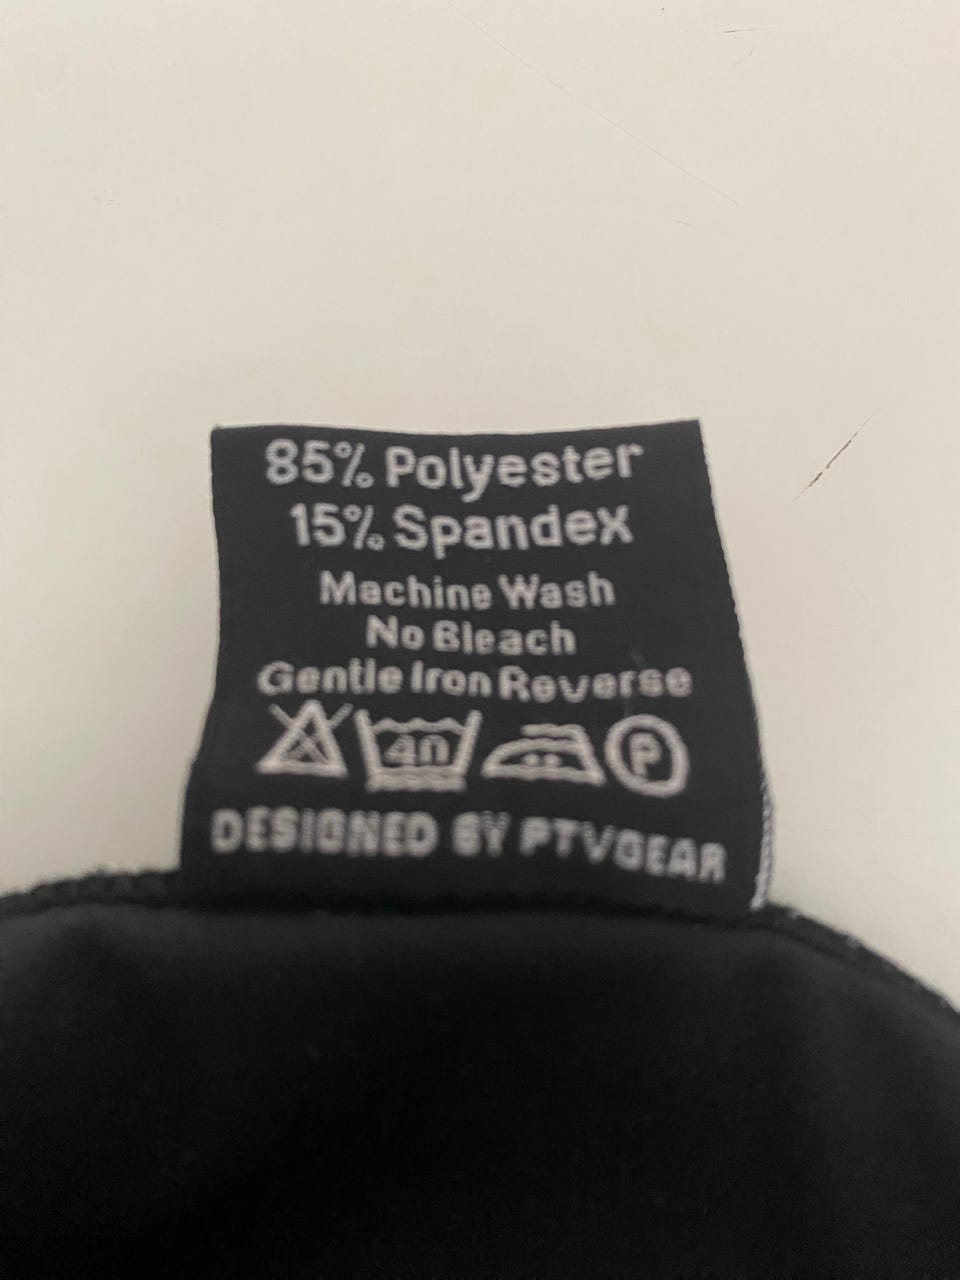 85% Polyester
15% Spandex
Machine Wash
No Bleach
Gentle Iron Reverse
40 P
DESIGNED BY PTVGEAR